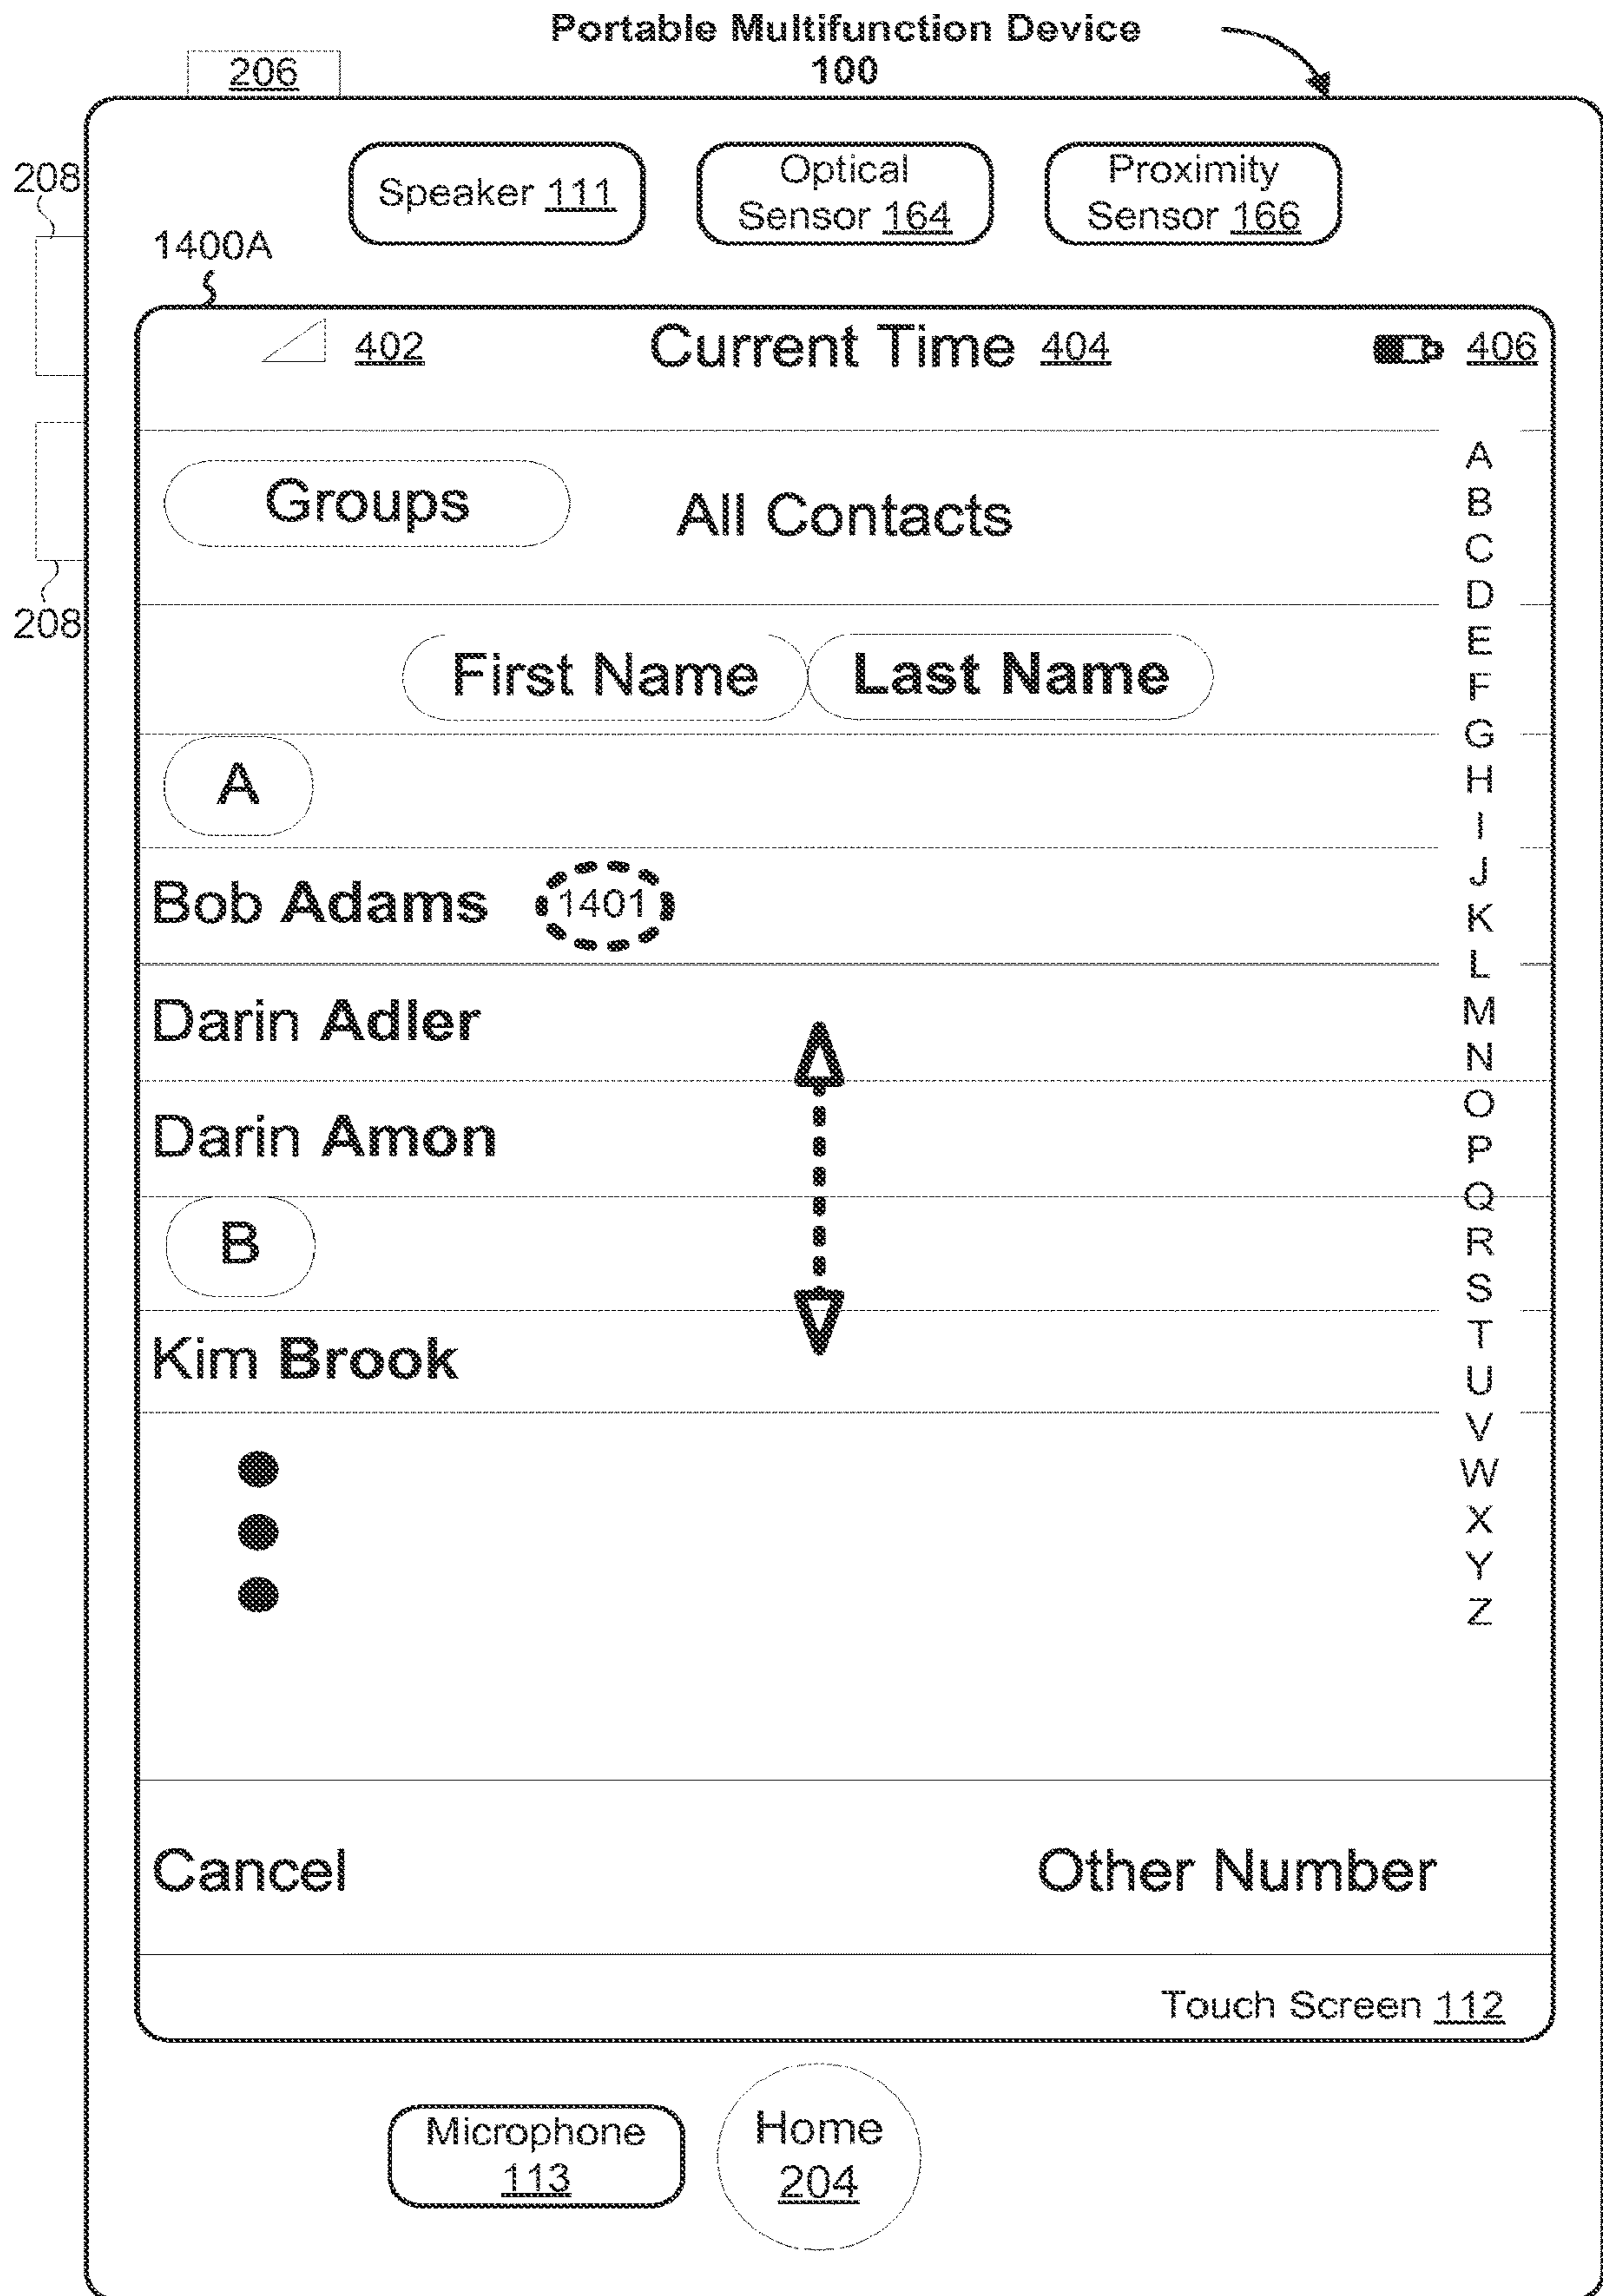 Portable Multifunction Device
100
206
208
Speaker 111
Optical
Sensor 164
Proximity
Sensor 166
1400A
402
Current Time 404
406
Groups
All Contacts
208
First Name
Last Name
A
Bob Adams
1401
Darin Adler
Darin Amon
B
Kim Brook
A
B
C
D
E
F
G
H
I
J
K
L
M
N
O
P
Q
R
S
T
U
V
W
X
Y
Z
Cancel
Other Number
Touch Screen 112
Microphone
113
Home
204